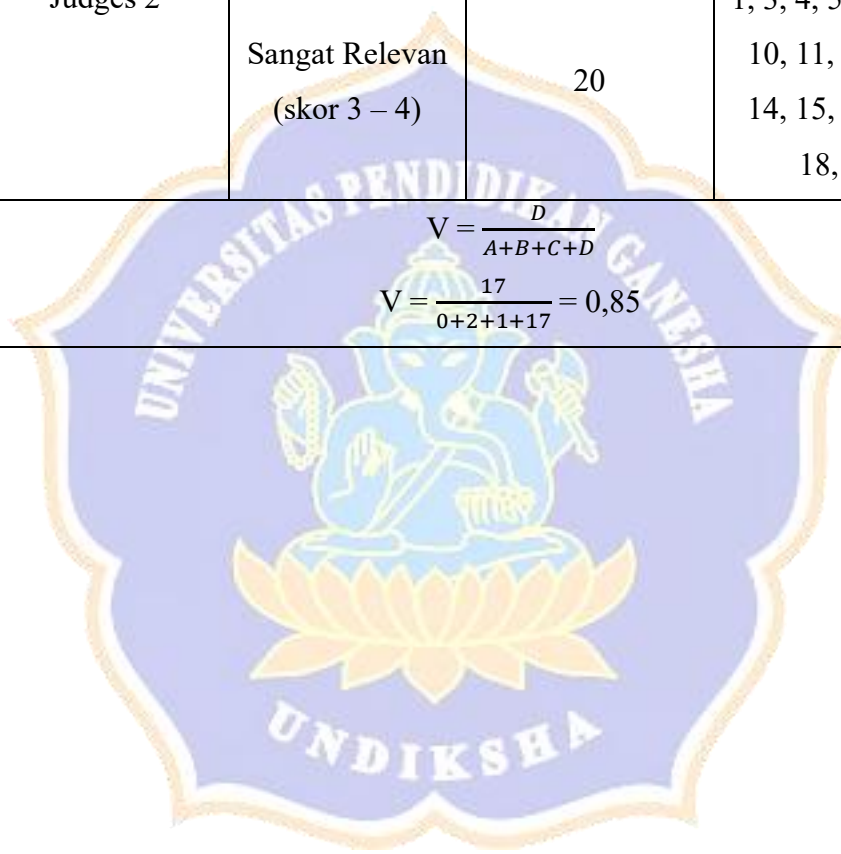 Judges 2
Sangat Relevan
(skor 3 – 4)
20
1, 3, 4,
10, 11,
14, 15,
18,
V = D/(A+B+C+D)
V = 17/(0+2+1+17) = 0,85
UNIVERSITAS PENDIDIKAN GANESHA
UNDIKSHA